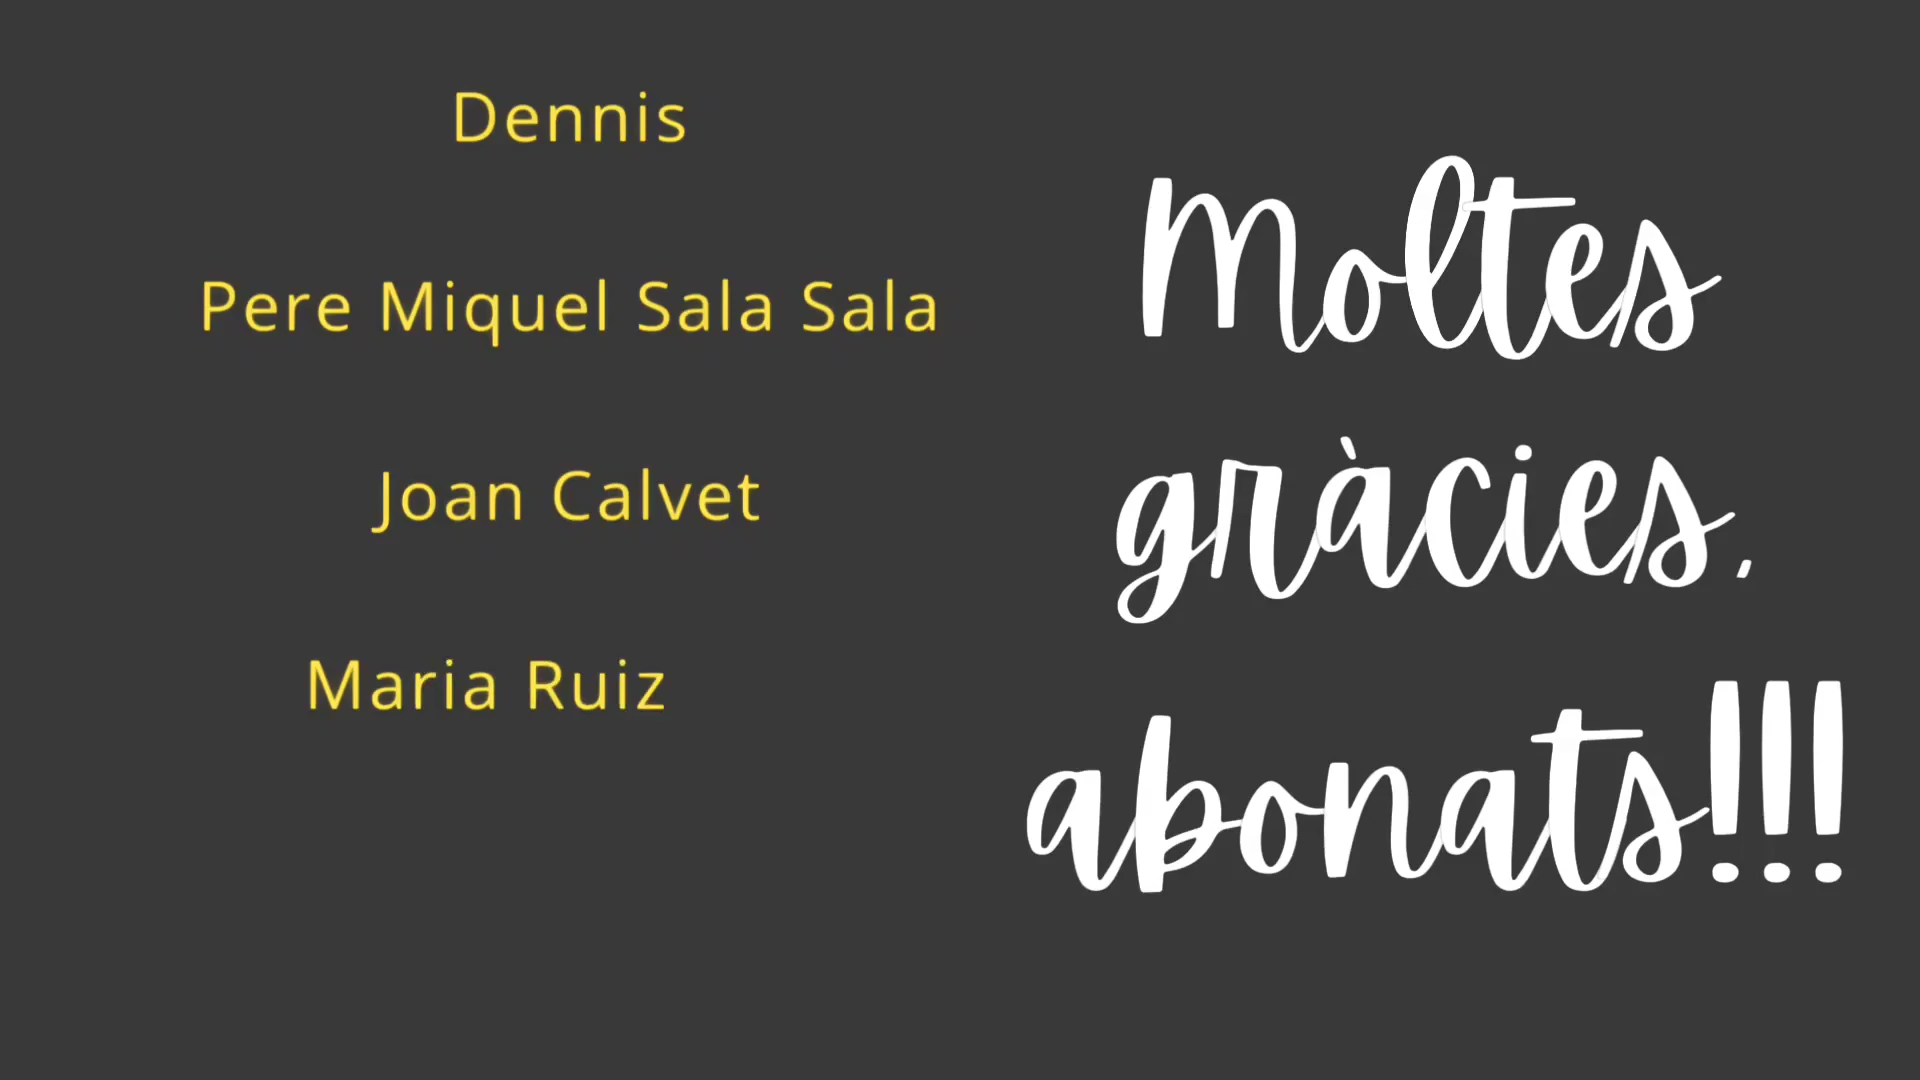 Dennis
Pere Miquel Sala Sala
Joan Calvet
Maria Ruiz
Moltes
gràcies,
abonats!!!